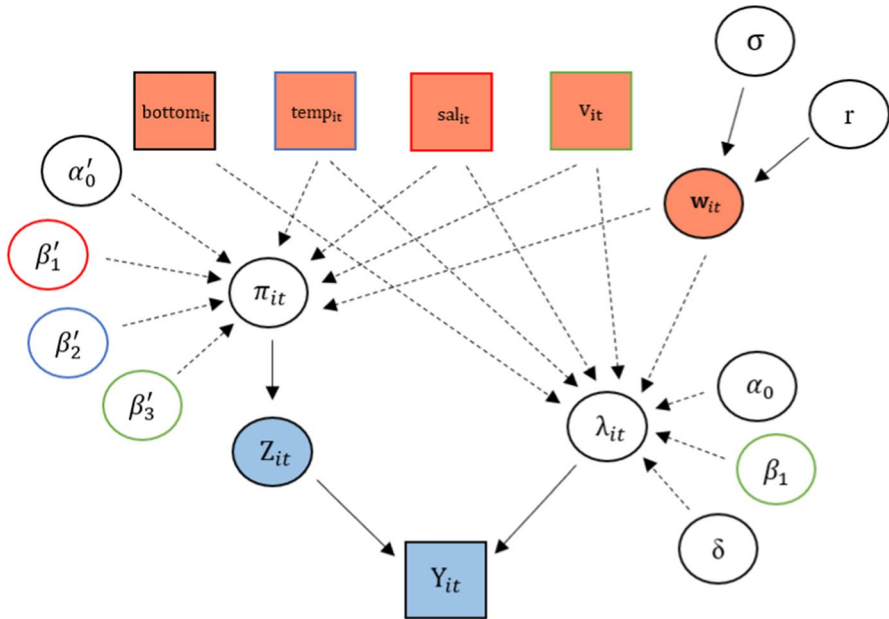 σ
bottom_it
temp_it
sal_it
v_it
r
α′_0
w_it
β′_1
π_it
β′_2
β′_3
α_0
λ_it
Z_it
β_1
δ
Y_it